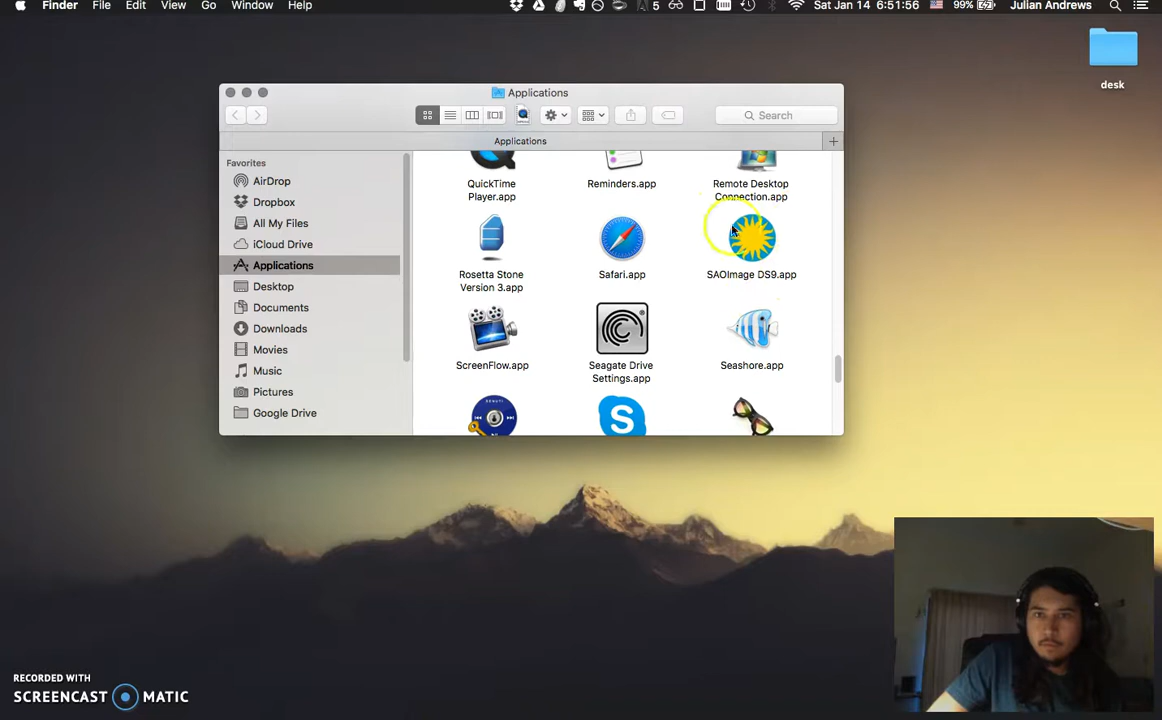 Finder File Edit View Go Window Help 5 Sat Jan 14 6:51:56 99% Julian Andrews
desk
Applications
Search
Applications
Favorites
AirDrop
Dropbox
All My Files
iCloud Drive
Applications
Desktop
Documents
Downloads
Movies
Music
Pictures
Google Drive
QuickTime
Player.app
Reminders.app
Remote Desktop
Connection.app
Rosetta Stone
Version 3.app
Safari.app
SAOImage DS9.app
ScreenFlow.app
Seagate Drive
Settings.app
Seashore.app
RECORDED WITH
SCREENCAST MATIC